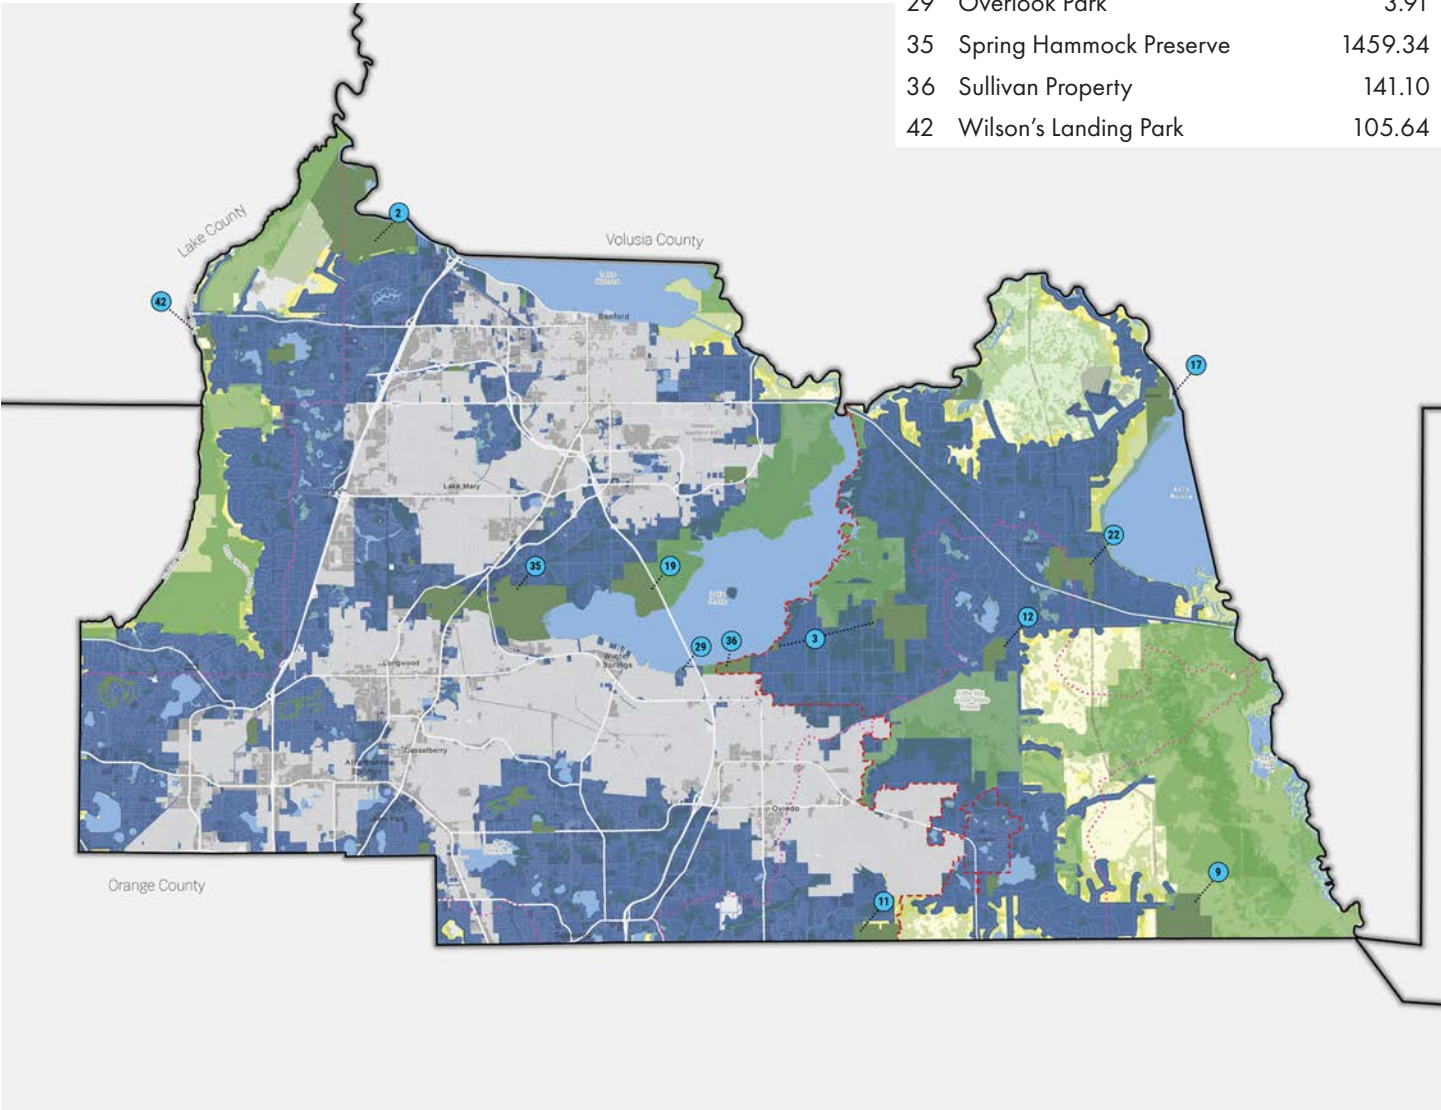 29 Overlook Park 3.91
35 Spring Hammock Preserve 1459.34
36 Sullivan Property 141.10
42 Wilson's Landing Park 105.64
2
Lake County
Volusia County
42
Sanford
17
Lake Mary
22
35
19
12
3
29
36
Winter
Springs
Longwood
Casselberry
Altamonte
Springs
Oviedo
9
11
Orange County